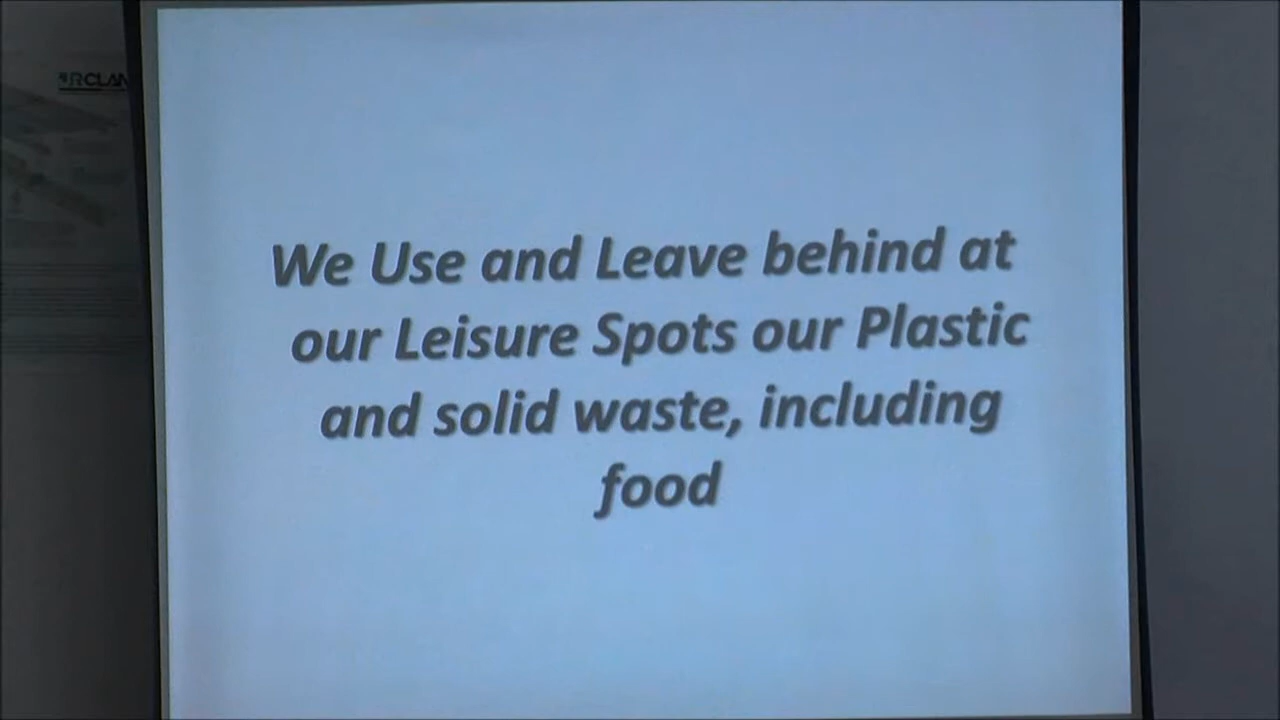 We Use and Leave behind at
our Leisure Spots our Plastic
and solid waste, including
food